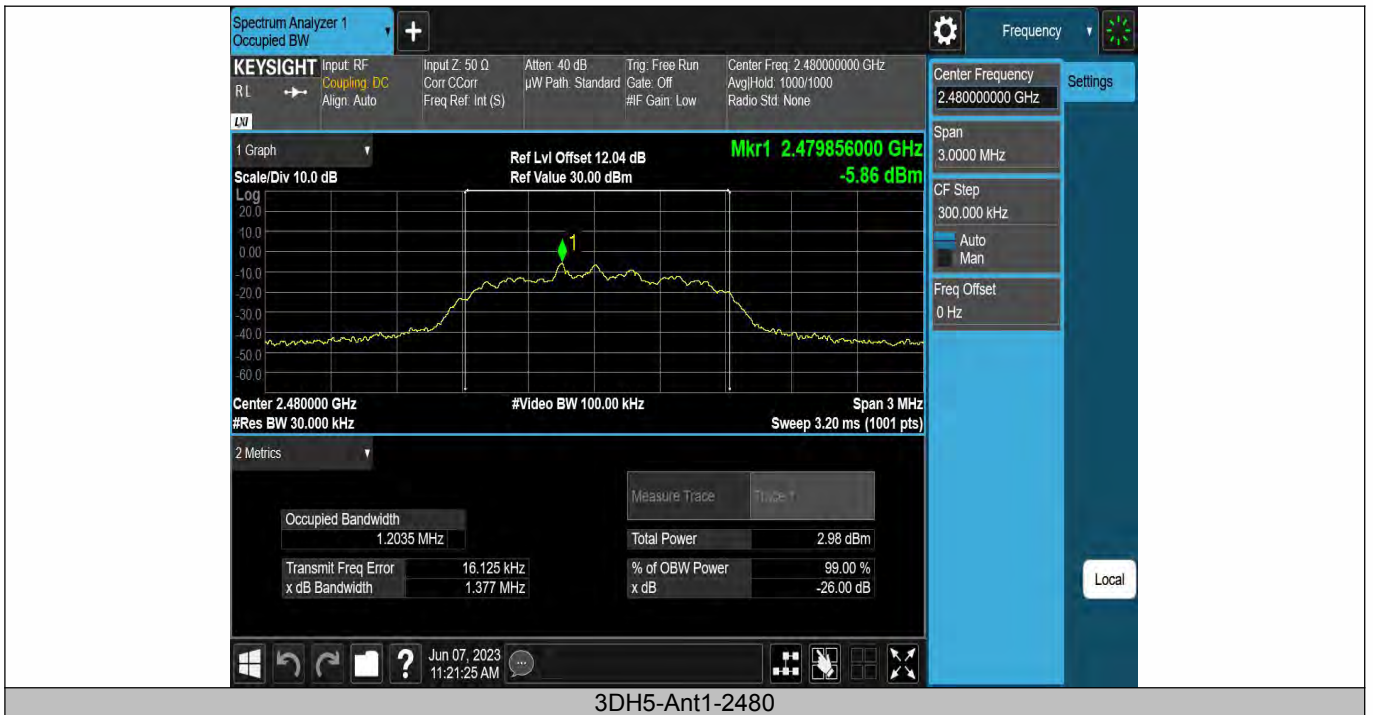 Spectrum Analyzer 1
Occupied BW
+
Frequency
KEYSIGHT
RL
LXI
Input: RF
Coupling: DC
Align: Auto
Input Z: 50 Ω
Corr CCorr
Freq Ref: Int (S)
Atten: 40 dB
µW Path: Standard
Trig: Free Run
Gate: Off
#IF Gain: Low
Center Freq: 2.480000000 GHz
Avg|Hold: 1000/1000
Radio Std: None
Center Frequency
2.480000000 GHz
Settings
Span
3.0000 MHz
CF Step
300.000 kHz
Auto
Man
Freq Offset
0 Hz
Local
1 Graph
Scale/Div 10.0 dB
Ref Lvl Offset 12.04 dB
Ref Value 30.00 dBm
Mkr1 2.479856000 GHz
-5.86 dBm
Log
20.0
10.0
0.00
-10.0
-20.0
-30.0
-40.0
-50.0
-60.0
1
Center 2.480000 GHz
#Video BW 100.00 kHz
Span 3 MHz
#Res BW 30.000 kHz
Sweep 3.20 ms (1001 pts)
2 Metrics
Measure Trace
Trace 1
Occupied Bandwidth
1.2035 MHz
Total Power 2.98 dBm
Transmit Freq Error 16.125 kHz
% of OBW Power 99.00 %
x dB Bandwidth 1.377 MHz
x dB -26.00 dB
?
Jun 07, 2023
11:21:25 AM
3DH5-Ant1-2480